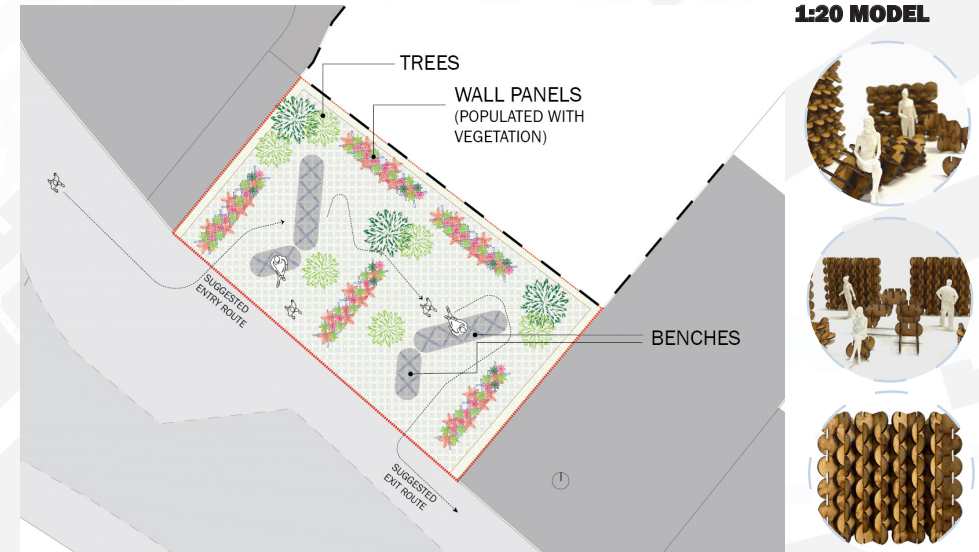 1:20 MODEL
TREES
WALL PANELS
(POPULATED WITH
VEGETATION)
SUGGESTED
ENTRY ROUTE
BENCHES
SUGGESTED
EXIT ROUTE